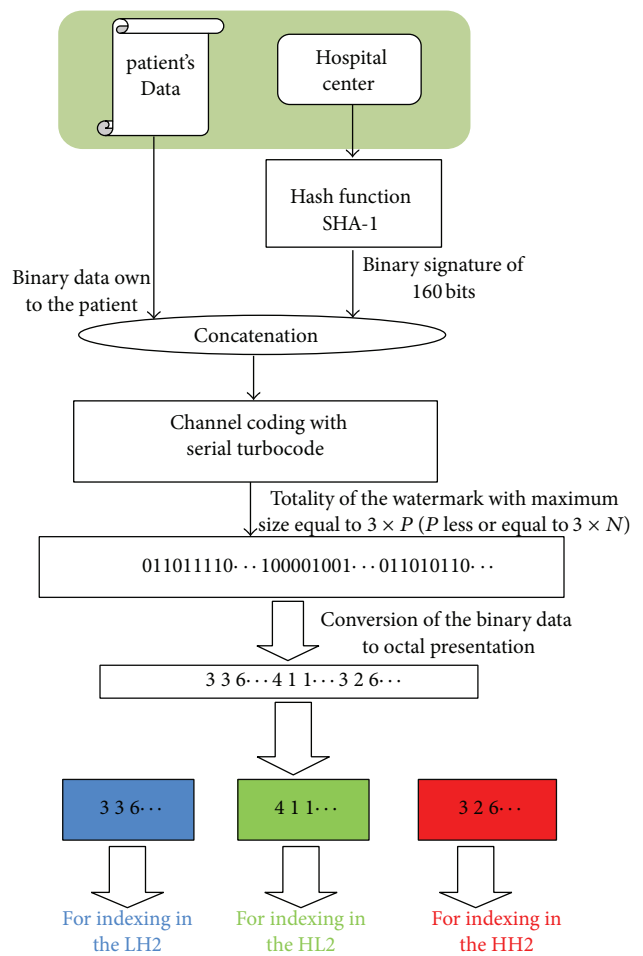 patient's
Data
Hospital
center
Hash function
SHA-1
Binary data own
to the patient
Binary signature of
160 bits
Concatenation
Channel coding with
serial turbocode
Totality of the watermark with maximum
size equal to 3 × P (P less or equal to 3 × N)
011011110··· 100001001··· 011010110···
Conversion of the binary data
to octal presentation
3 3 6··· 4 1 1··· 3 2 6···
3 3 6···
4 1 1···
3 2 6···
For indexing in
the LH2
For indexing in
the HL2
For indexing in
the HH2